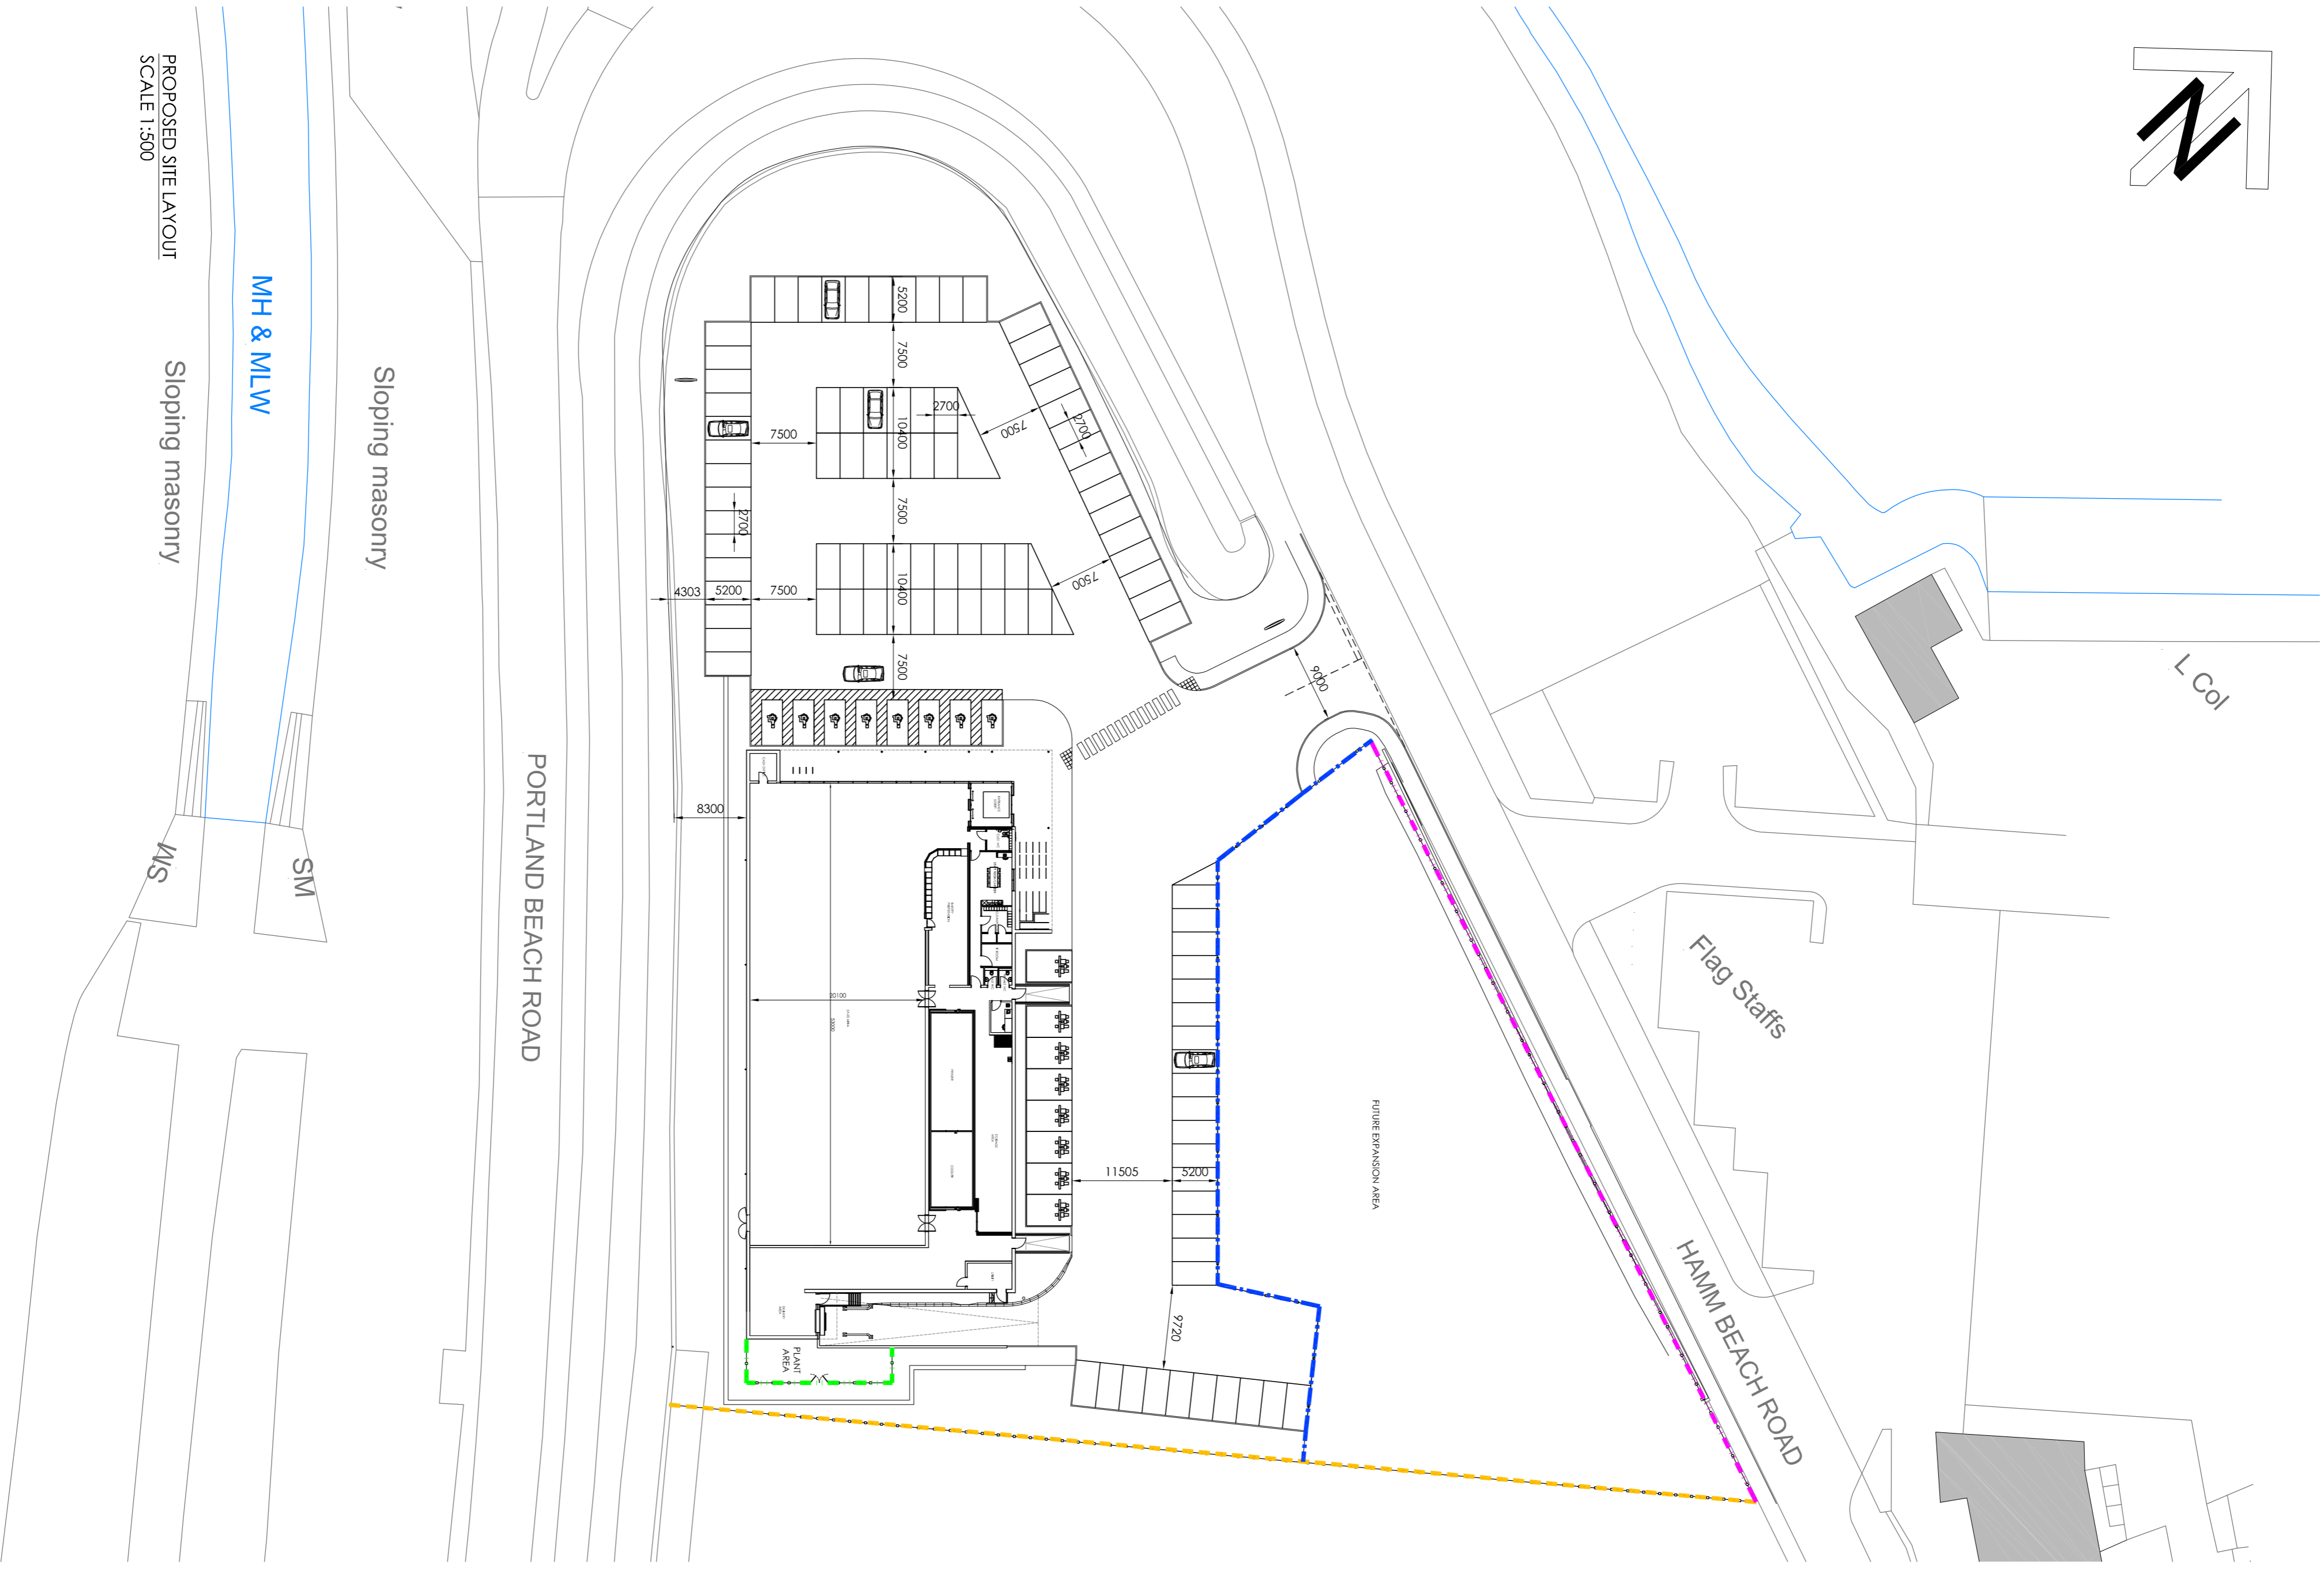 PROPOSED SITE LAYOUT
SCALE 1:500
MH & MLW
Sloping masonry
Sloping masonry
SM
SM
PORTLAND BEACH ROAD
N
L Col
Flag Staffs
HAMM BEACH ROAD
FUTURE EXPANSION AREA
PLANT
AREA
5200
7500
10400
2700
7500
7500
2700
7500
2700
10400
7500
4303
5200
7500
7500
9000
8300
20100
11505
5200
9720